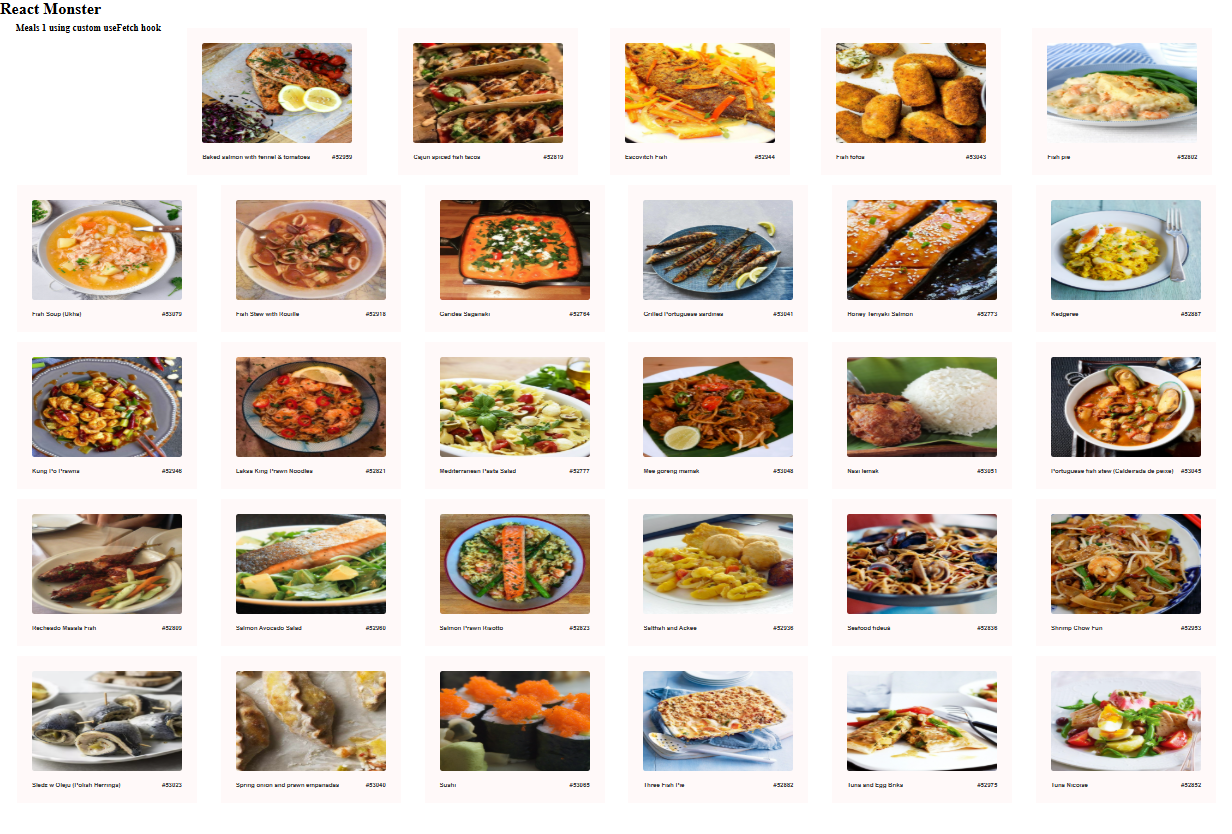 React Monster
Meals 1 using custom useFetch hook
Baked salmon with fennel & tomatoes #52959
Cajun spiced fish tacos #52819
Escovitch Fish #52944
Fish fofos #53043
Fish pie #52802
Fish Soup (Ukha) #53079
Fish Stew with Rouille #52918
Garides Saganaki #52764
Grilled Portuguese sardines #53041
Honey Teriyaki Salmon #52773
Kedgeree #52887
Kung Po Prawns #52946
Laksa King Prawn Noodles #52821
Mediterranean Pasta Salad #52777
Mee goreng mamak #53048
Nasi lemak #53051
Portuguese fish stew (Caldeirada de peixe) #53045
Recheado Masala Fish #52809
Salmon Avocado Salad #52960
Salmon Prawn Risotto #52823
Saltfish and Ackee #52936
Seafood fideuà #52836
Shrimp Chow Fun #52953
Sledz w Oleju (Polish Herrings) #53023
Spring onion and prawn empanadas #53040
Sushi #53065
Three Fish Pie #52882
Tuna and Egg Briks #52975
Tuna Nicoise #52852